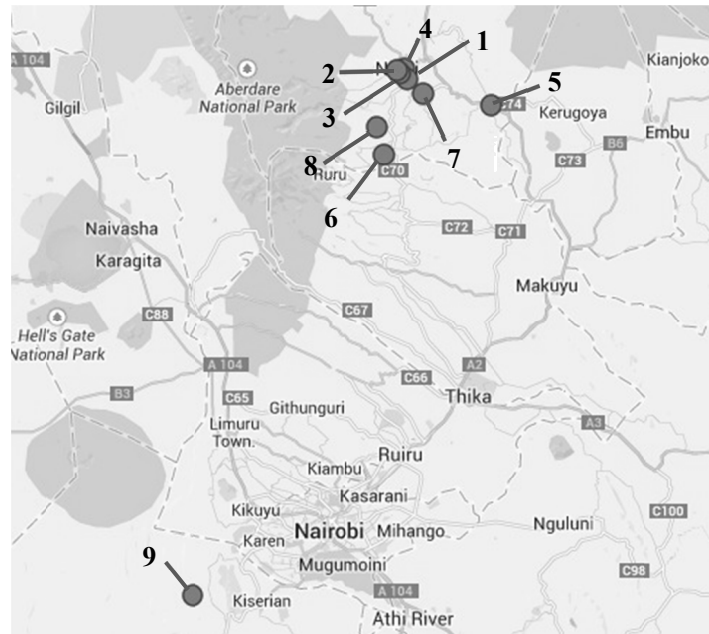 4
1
2
N
i
A 104
Aberdare
National Park
Kianjoko
Gilgil
3
5
C74
Kerugoya
Embu
7
B6
8
C73
Ruru
C70
6
Naivasha
C72
C71
Karagita
Makuyu
C88
C67
Hell's Gate
National Park
A 104
A2
C66
B3
C65
Thika
Githunguri
Limuru
Town.
A3
Ruiru
Kiambu
Kasarani
C100
Kikuyu
Nairobi
Mihango
Nguluni
Karen
9
Mugumoini
C98
Kiserian
A 104
Athi River